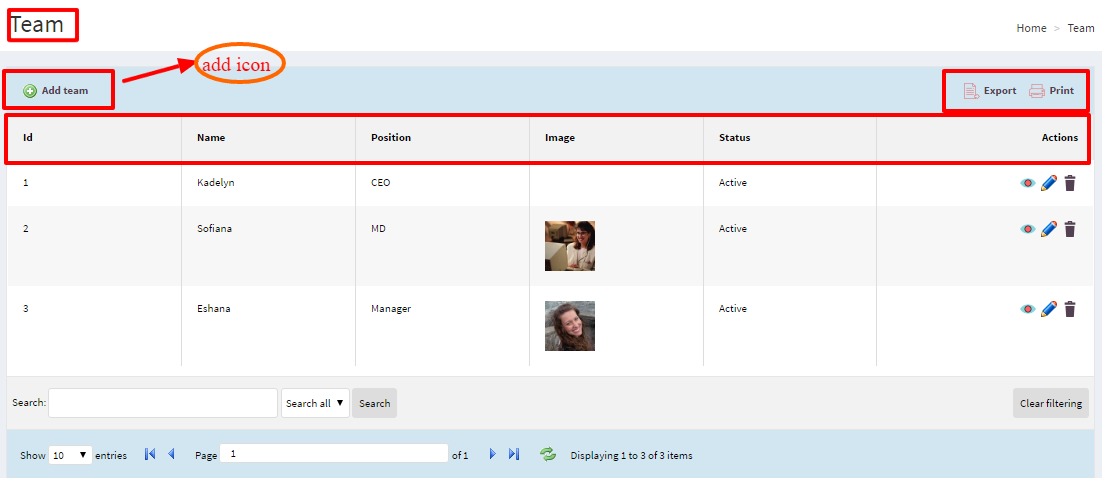 Team
Home > Team
add icon
Add team
Export Print
Id Name Position Image Status Actions
1 Kadelyn CEO Active
2 Sofiana MD Active
3 Eshana Manager Active
Search: Search all Search Clear filtering
Show 10 entries Page 1 of 1 Displaying 1 to 3 of 3 items